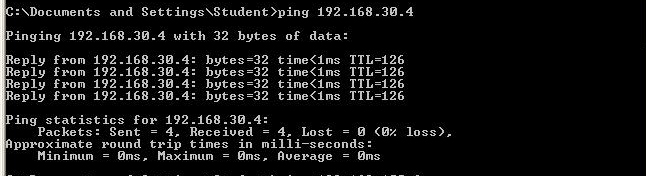 C:\Documents and Settings\Student>ping 192.168.30.4
Pinging 192.168.30.4 with 32 bytes of data:
Reply from 192.168.30.4: bytes=32 time<1ms TTL=126
Reply from 192.168.30.4: bytes=32 time<1ms TTL=126
Reply from 192.168.30.4: bytes=32 time<1ms TTL=126
Reply from 192.168.30.4: bytes=32 time<1ms TTL=126
Ping statistics for 192.168.30.4:
    Packets: Sent = 4, Received = 4, Lost = 0 (0% loss),
Approximate round trip times in milli-seconds:
    Minimum = 0ms, Maximum = 0ms, Average = 0ms